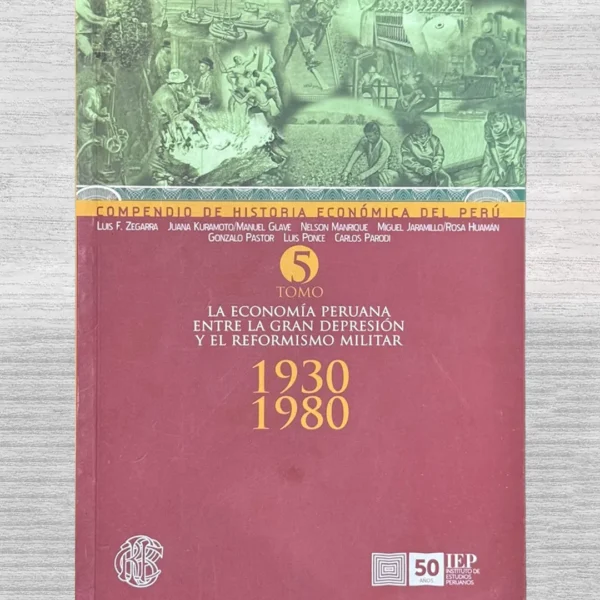 COMPENDIO DE HISTORIA ECONÓMICA DEL PERÚ
LUIS F. ZEGARRA JUANA KURAMOTO/MANUEL GLAVE NELSON MANRIQUE MIGUEL JARAMILLO/ROSA HUAMÁN
GONZALO PASTOR LUIS PONCE CARLOS PARODI
5
TOMO
LA ECONOMÍA PERUANA
ENTRE LA GRAN DEPRESIÓN
Y EL REFORMISMO MILITAR
1930
1980
50
AÑOS
IEP
INSTITUTO DE
ESTUDIOS
PERUANOS